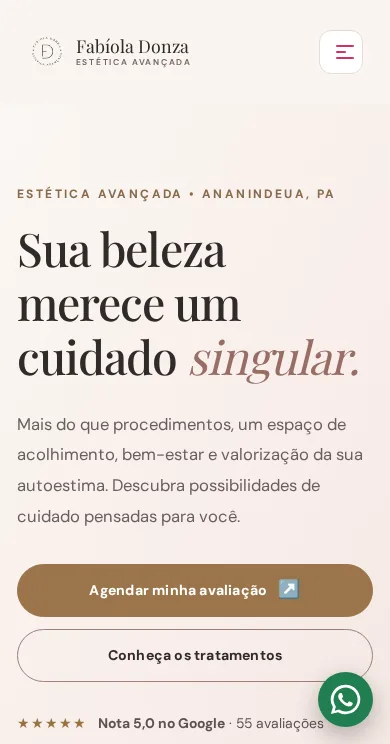 Fabíola Donza
ESTÉTICA AVANÇADA
ESTÉTICA AVANÇADA • ANANINDEUA, PA
Sua beleza
merece um
cuidado singular.
Mais do que procedimentos, um espaço de
acolhimento, bem-estar e valorização da sua
autoestima. Descubra possibilidades de
cuidado pensadas para você.
Agendar minha avaliação ↗
Conheça os tratamentos
★★★★★ Nota 5,0 no Google · 55 avaliações